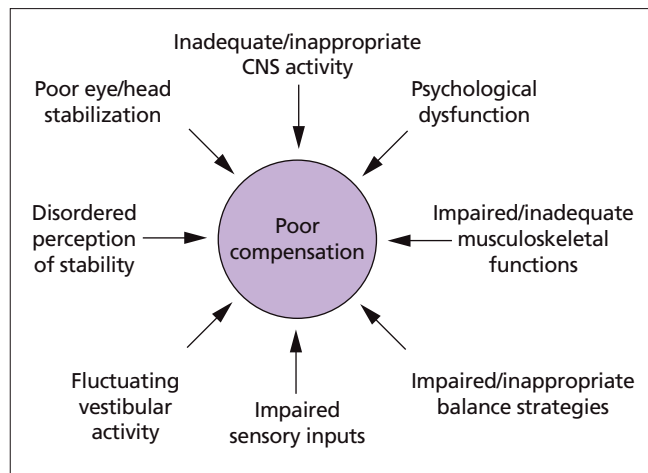 Inadequate/inappropriate
CNS activity
Poor eye/head
stabilization
Psychological
dysfunction
Disordered
perception
of stability
Poor
compensation
Impaired/inadequate
musculoskeletal
functions
Fluctuating
vestibular
activity
Impaired
sensory inputs
Impaired/inappropriate
balance strategies